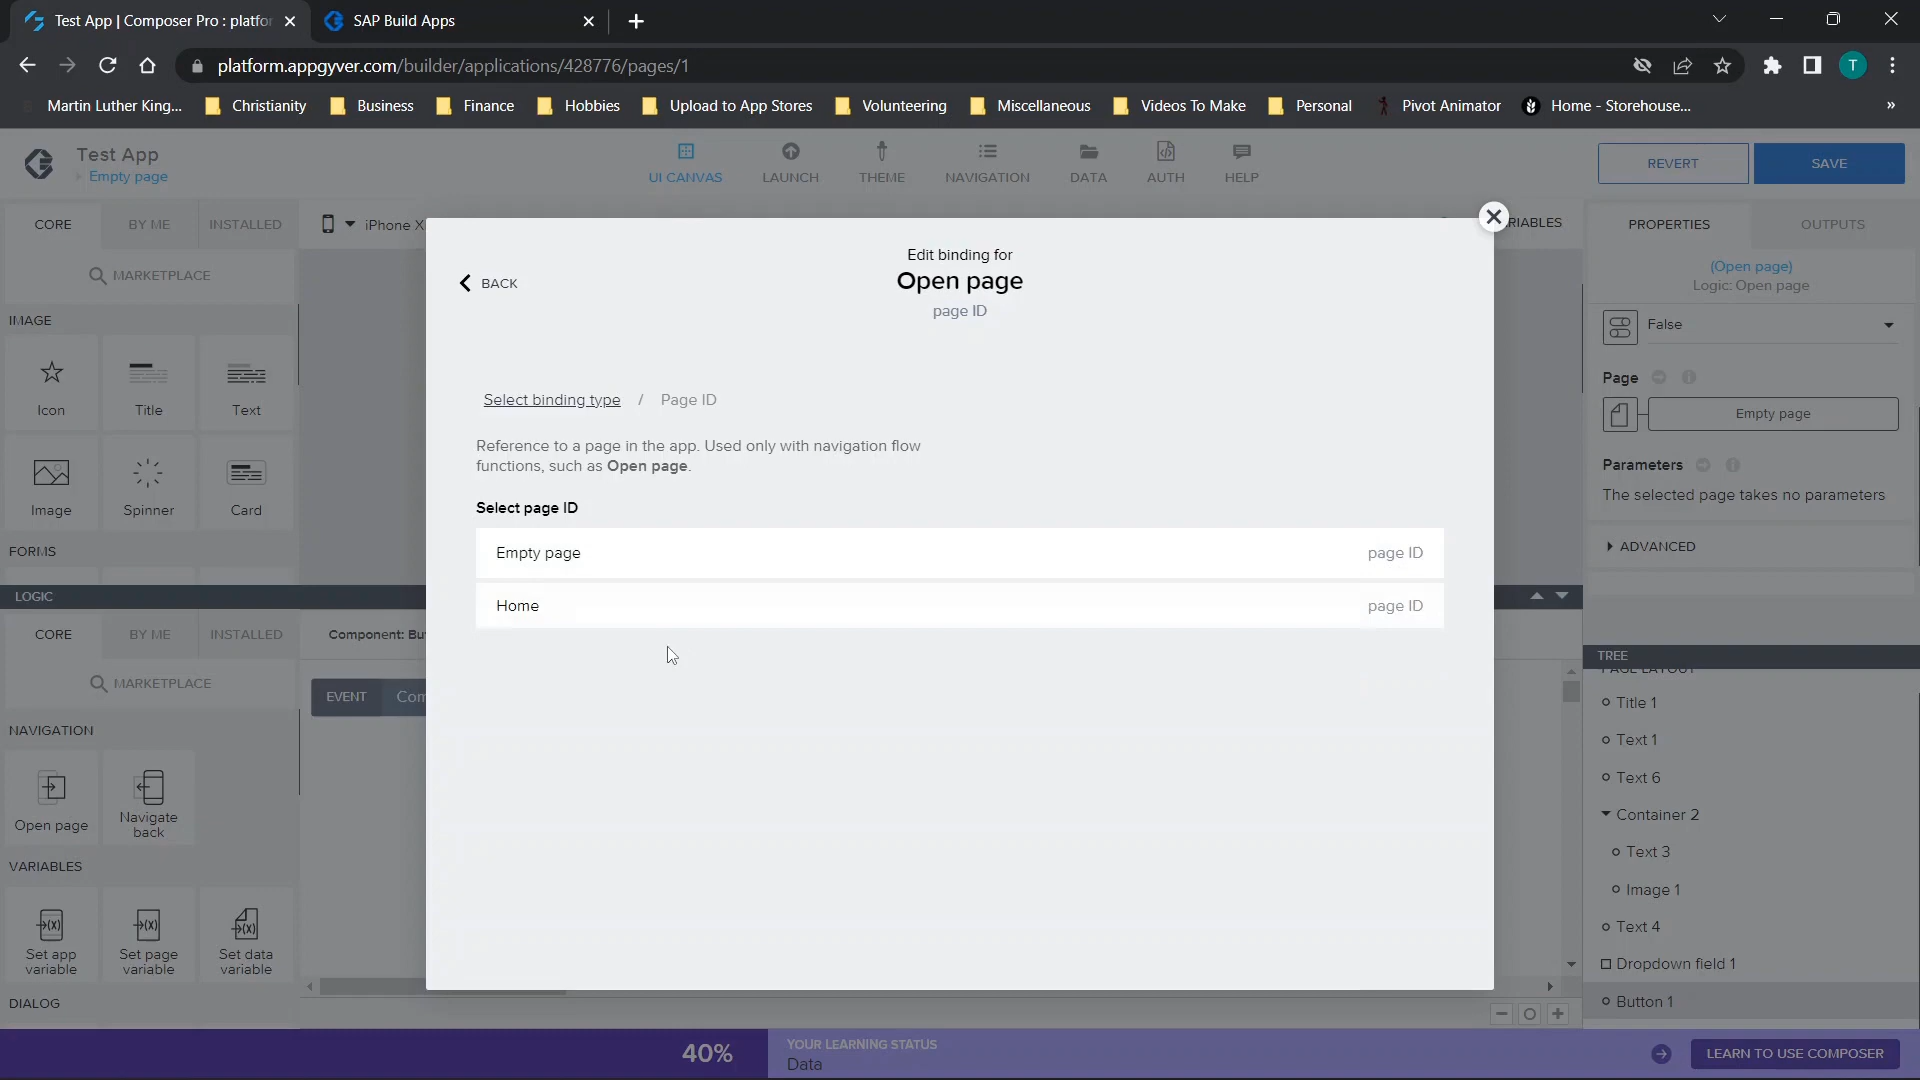 Test App | Composer Pro : platfor
SAP Build Apps
platform.appgyver.com/builder/applications/428776/pages/1
T
Martin Luther King...
Christianity
Business
Finance
Hobbies
Upload to App Stores
Volunteering
Miscellaneous
Videos To Make
Personal
Pivot Animator
Home - Storehouse...
»
Test App
Empty page
UI CANVAS
LAUNCH
THEME
NAVIGATION
DATA
AUTH
HELP
REVERT
SAVE
CORE
BY ME
INSTALLED
iPhone X
RIABLES
PROPERTIES
OUTPUTS
MARKETPLACE
IMAGE
Icon
Title
Text
Image
Spinner
Card
FORMS
Edit binding for
Open page
page ID
BACK
Select binding type / Page ID
Reference to a page in the app. Used only with navigation flow
functions, such as Open page.
Select page ID
Empty page
page ID
Home
page ID
(Open page)
Logic: Open page
False
Page
Empty page
Parameters
The selected page takes no parameters
ADVANCED
LOGIC
CORE
BY ME
INSTALLED
Component: Bu
MARKETPLACE
EVENT
Com
NAVIGATION
Open page
Navigate
back
VARIABLES
Set app
variable
Set page
variable
Set data
variable
DIALOG
TREE
PAGE LAYOUT
Title 1
Text 1
Text 6
Container 2
Text 3
Image 1
Text 4
Dropdown field 1
Button 1
40%
YOUR LEARNING STATUS
Data
LEARN TO USE COMPOSER